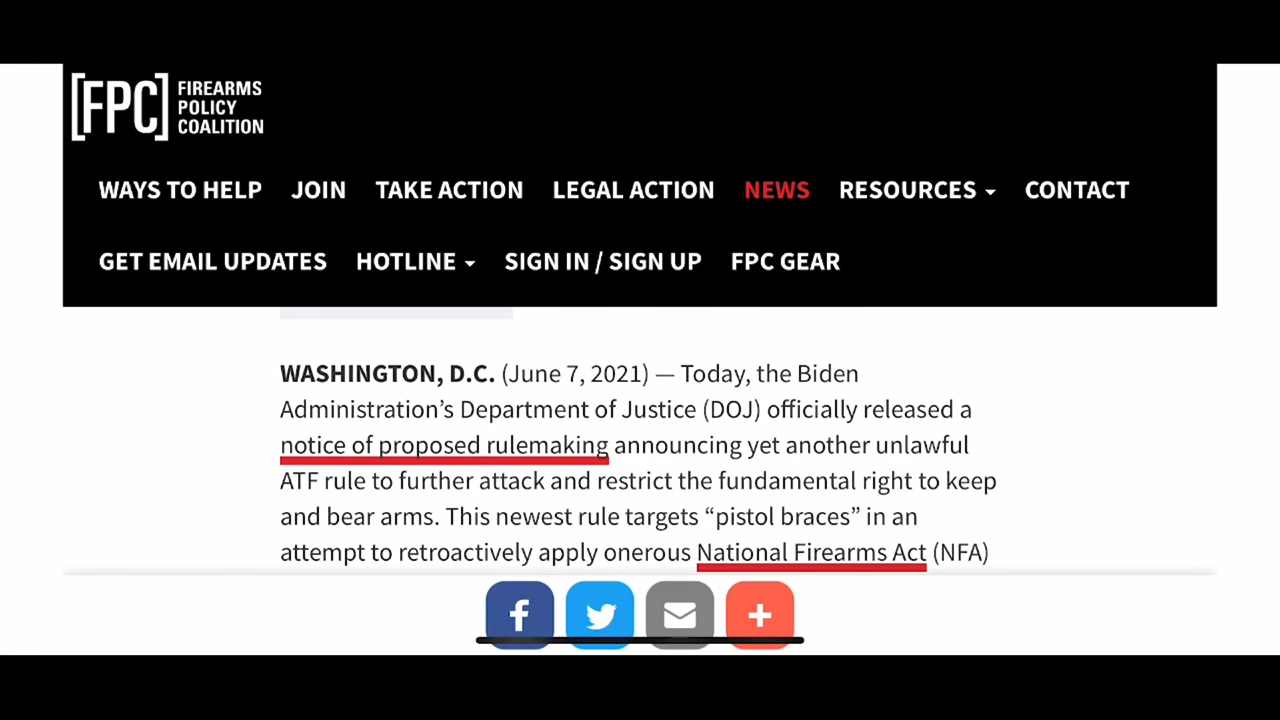 [FPC] FIREARMS
POLICY
COALITION
WAYS TO HELP JOIN TAKE ACTION LEGAL ACTION NEWS RESOURCES CONTACT
GET EMAIL UPDATES HOTLINE SIGN IN / SIGN UP FPC GEAR
WASHINGTON, D.C. (June 7, 2021) — Today, the Biden
Administration’s Department of Justice (DOJ) officially released a
notice of proposed rulemaking announcing yet another unlawful
ATF rule to further attack and restrict the fundamental right to keep
and bear arms. This newest rule targets “pistol braces” in an
attempt to retroactively apply onerous National Firearms Act (NFA)